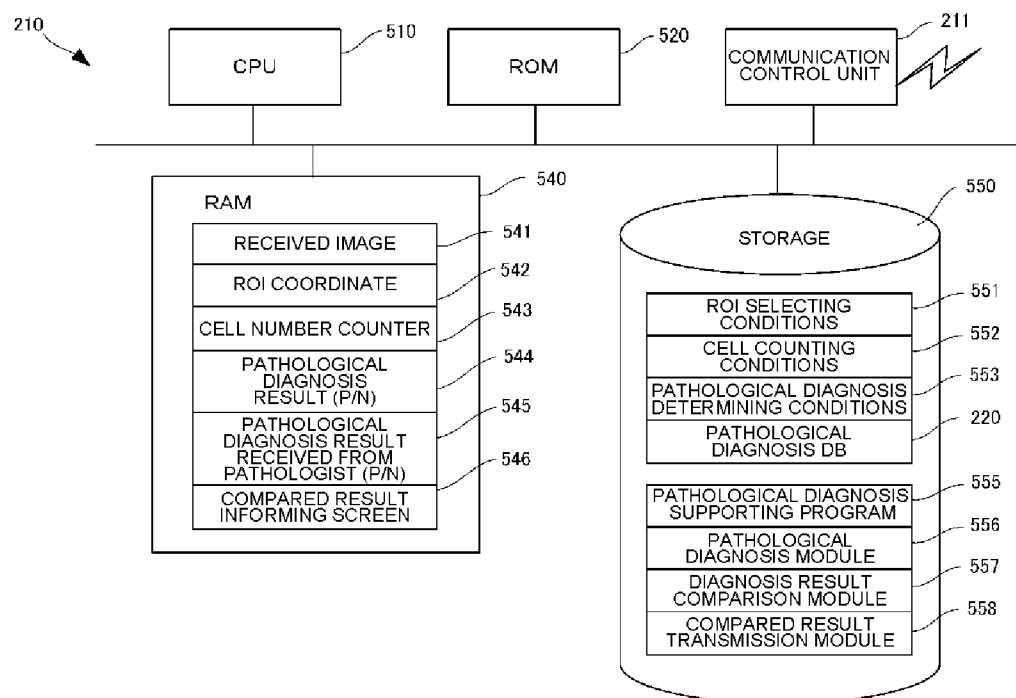 210
CPU
510
ROM
520
COMMUNICATION
CONTROL UNIT
211
RAM
540
RECEIVED IMAGE
541
ROI COORDINATE
542
CELL NUMBER COUNTER
543
PATHOLOGICAL
DIAGNOSIS
RESULT (P/N)
544
PATHOLOGICAL
DIAGNOSIS RESULT
RECEIVED FROM
PATHOLOGIST (P/N)
545
COMPARED RESULT
INFORMING SCREEN
546
STORAGE
550
ROI SELECTING
CONDITIONS
551
CELL COUNTING
CONDITIONS
552
PATHOLOGICAL DIAGNOSIS
DETERMINING CONDITIONS
553
PATHOLOGICAL
DIAGNOSIS DB
220
PATHOLOGICAL DIAGNOSIS
SUPPORTING PROGRAM
555
PATHOLOGICAL
DIAGNOSIS MODULE
556
DIAGNOSIS RESULT
COMPARISON MODULE
557
COMPARED RESULT
TRANSMISSION MODULE
558